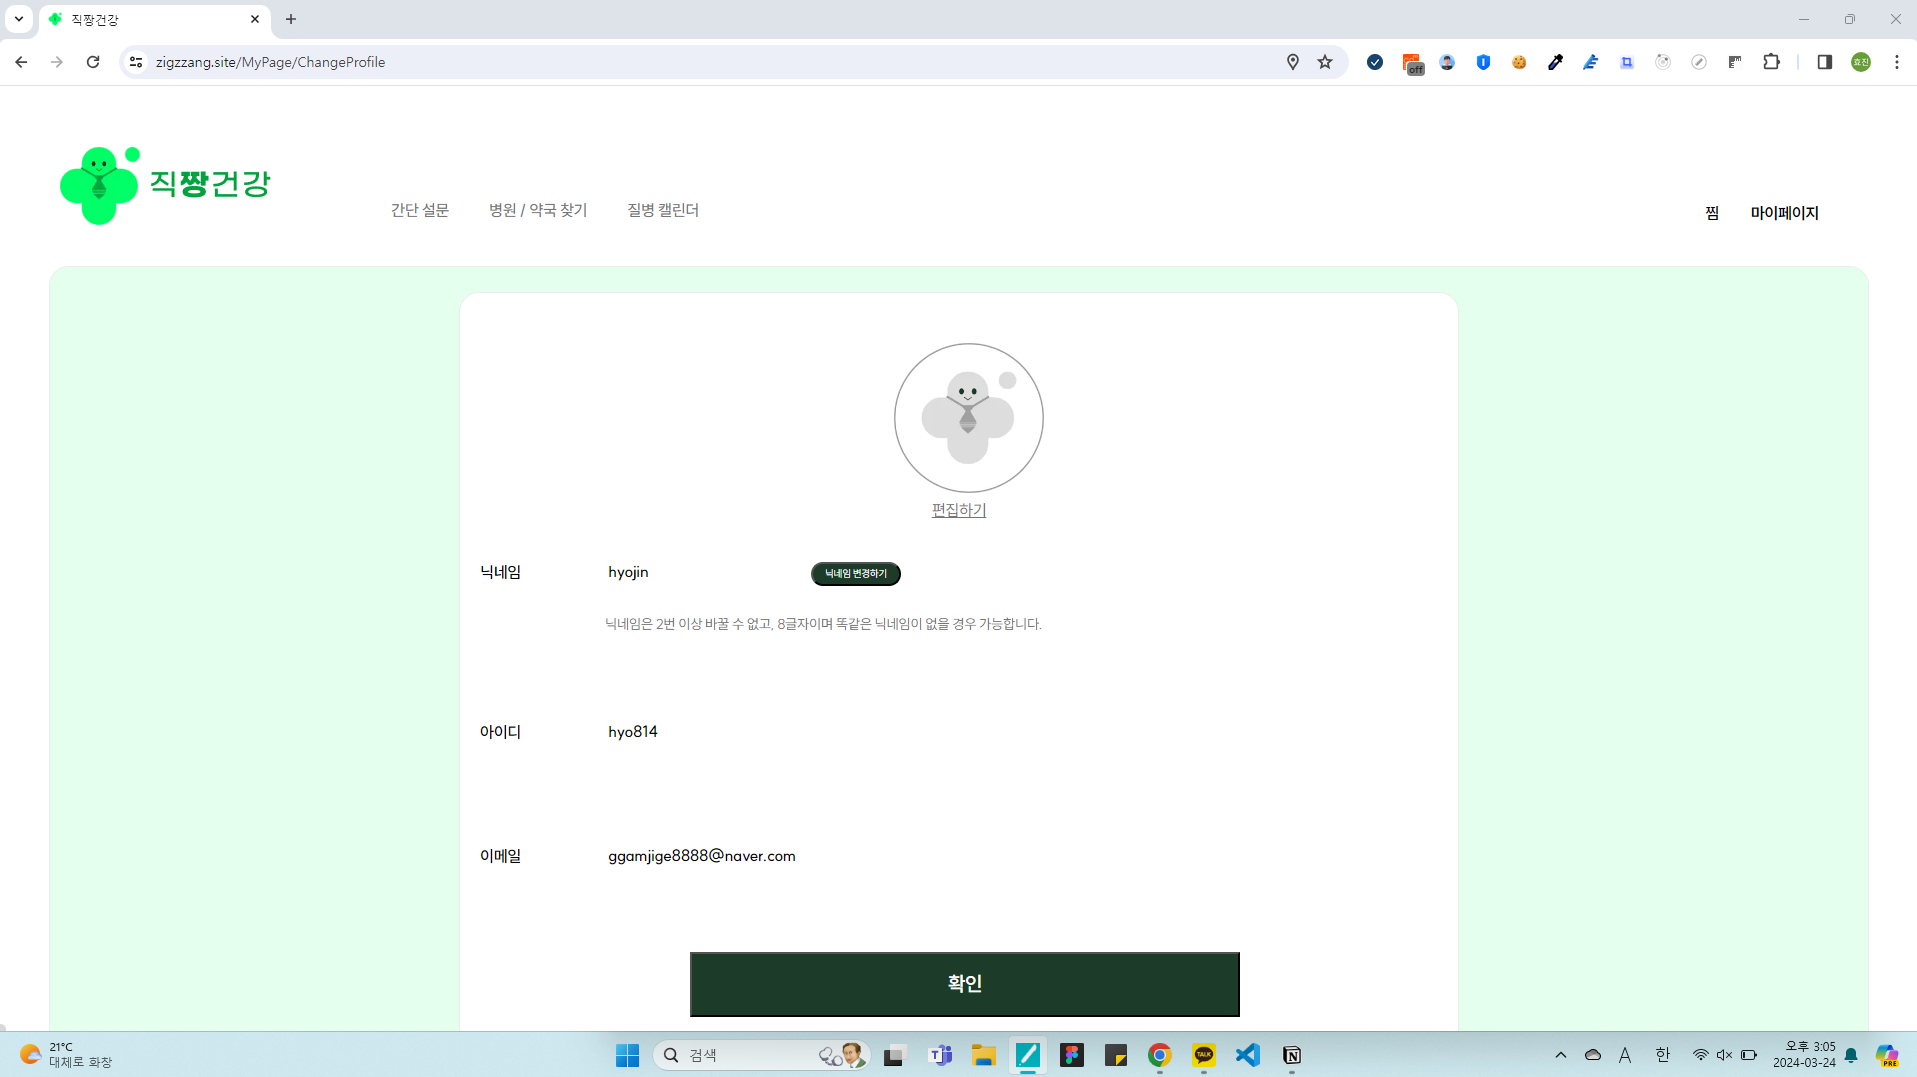 직짱건강
zigzzang.site/MyPage/ChangeProfile
off
효진
직짱건강
간단 설문
병원 / 약국 찾기
질병 캘린더
찜
마이페이지
편집하기
닉네임
hyojin
닉네임 변경하기
닉네임은 2번 이상 바꿀 수 없고, 8글자이며 똑같은 닉네임이 없을 경우 가능합니다.
아이디
hyo814
이메일
ggamjige8888@naver.com
확인
21°C
대체로 화창
검색
TALK
A
한
오후 3:05
2024-03-24
PRE